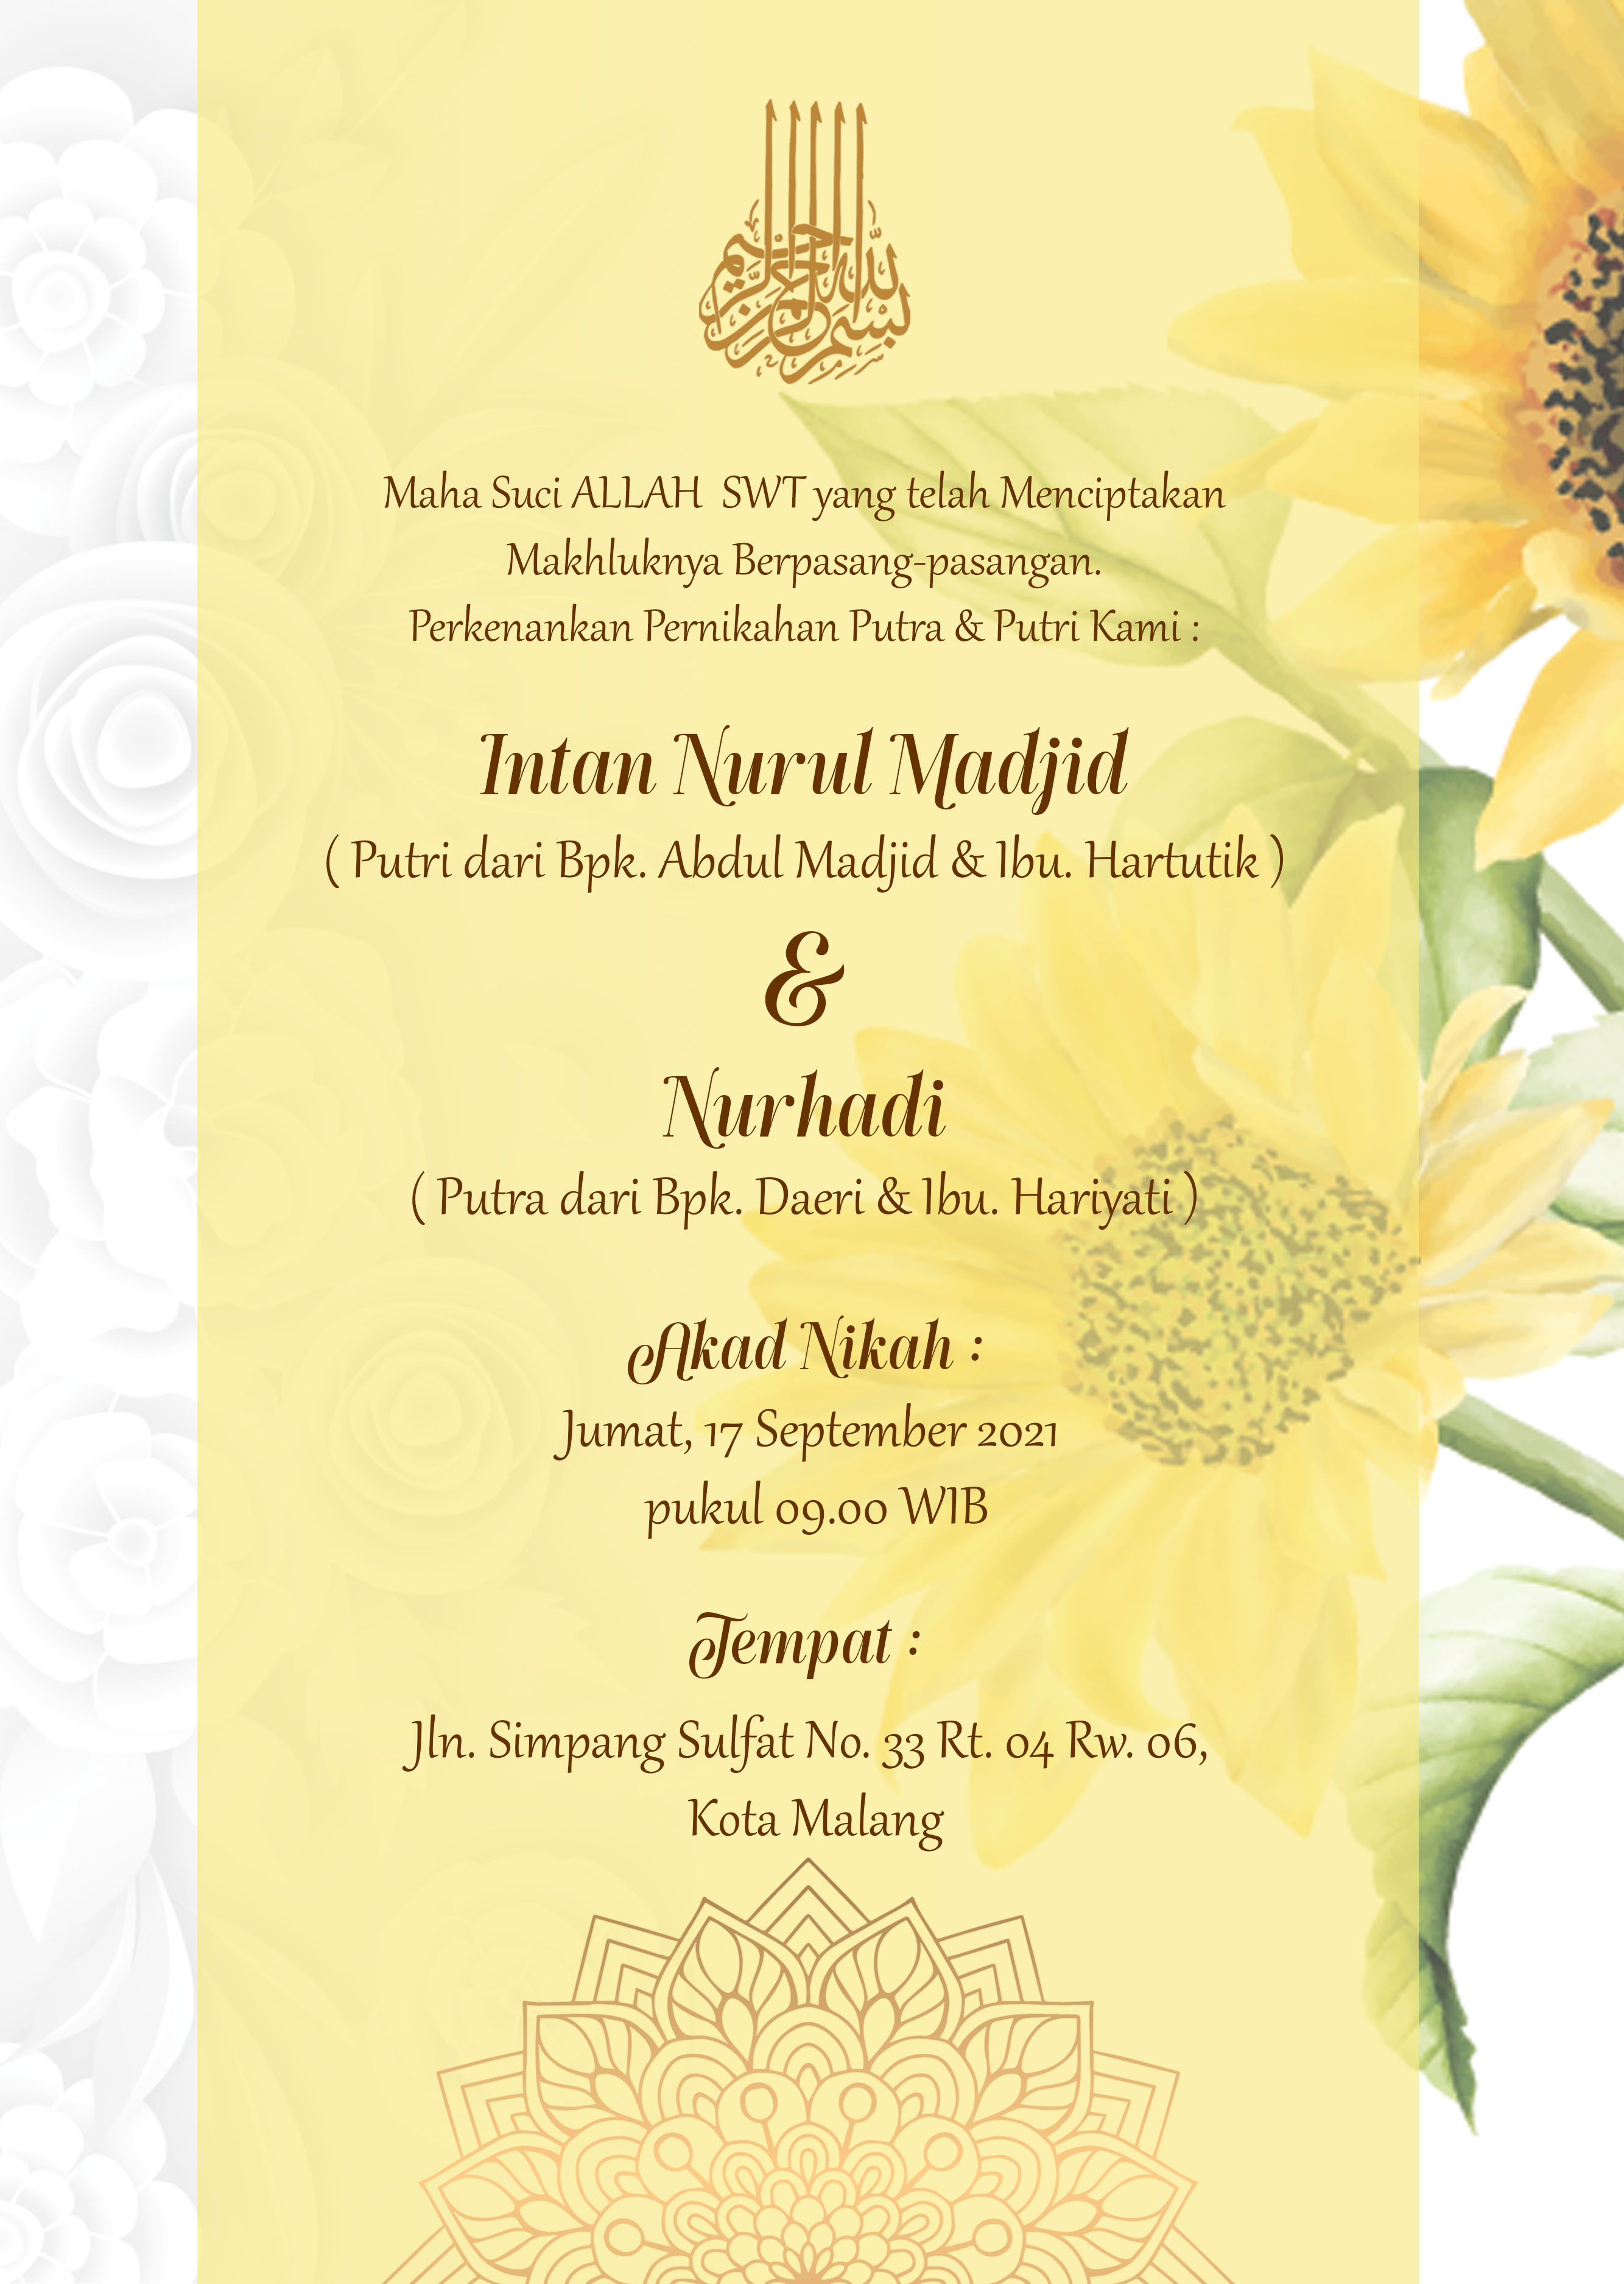 بسم الله الرحمن الرحيم
Maha Suci ALLAH SWT yang telah Menciptakan
Makhluknya Berpasang-pasangan.
Perkenankan Pernikahan Putra & Putri Kami :
Intan Nurul Madjid
( Putri dari Bpk. Abdul Madjid & Ibu. Hartutik )
&
Nurhadi
( Putra dari Bpk. Daeri & Ibu. Hariyati )
Akad Nikah :
Jumat, 17 September 2021
pukul 09.00 WIB
Tempat :
Jln. Simpang Sulfat No. 33 Rt. 04 Rw. 06,
Kota Malang